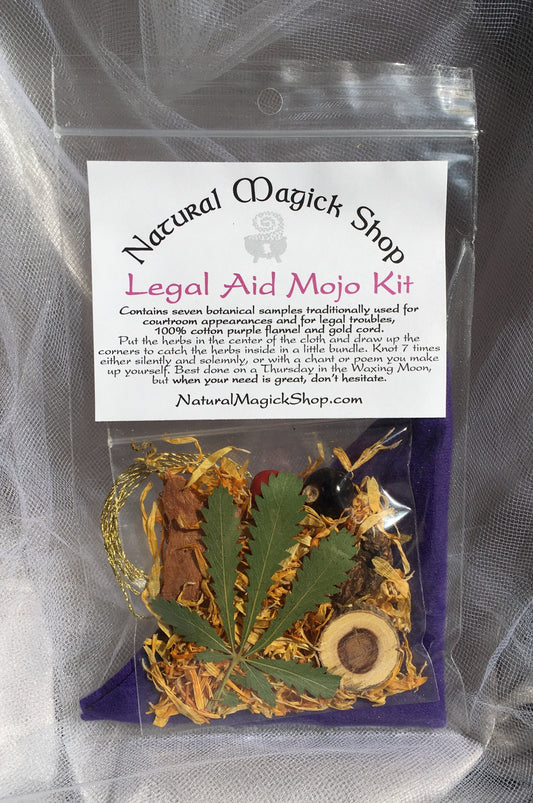 Natural Magick Shop
Legal Aid Mojo Kit
Contains seven botanical samples traditionally used for
courtroom appearances and for legal troubles,
100% cotton purple flannel and gold cord.
Put the herbs in the center of the cloth and draw up the
corners to catch the herbs inside in a little bundle. Knot 7 times
either silently and solemnly, or with a chant or poem you make
up yourself. Best done on a Thursday in the Waxing Moon,
but when your need is great, don't hesitate.
NaturalMagickShop.com